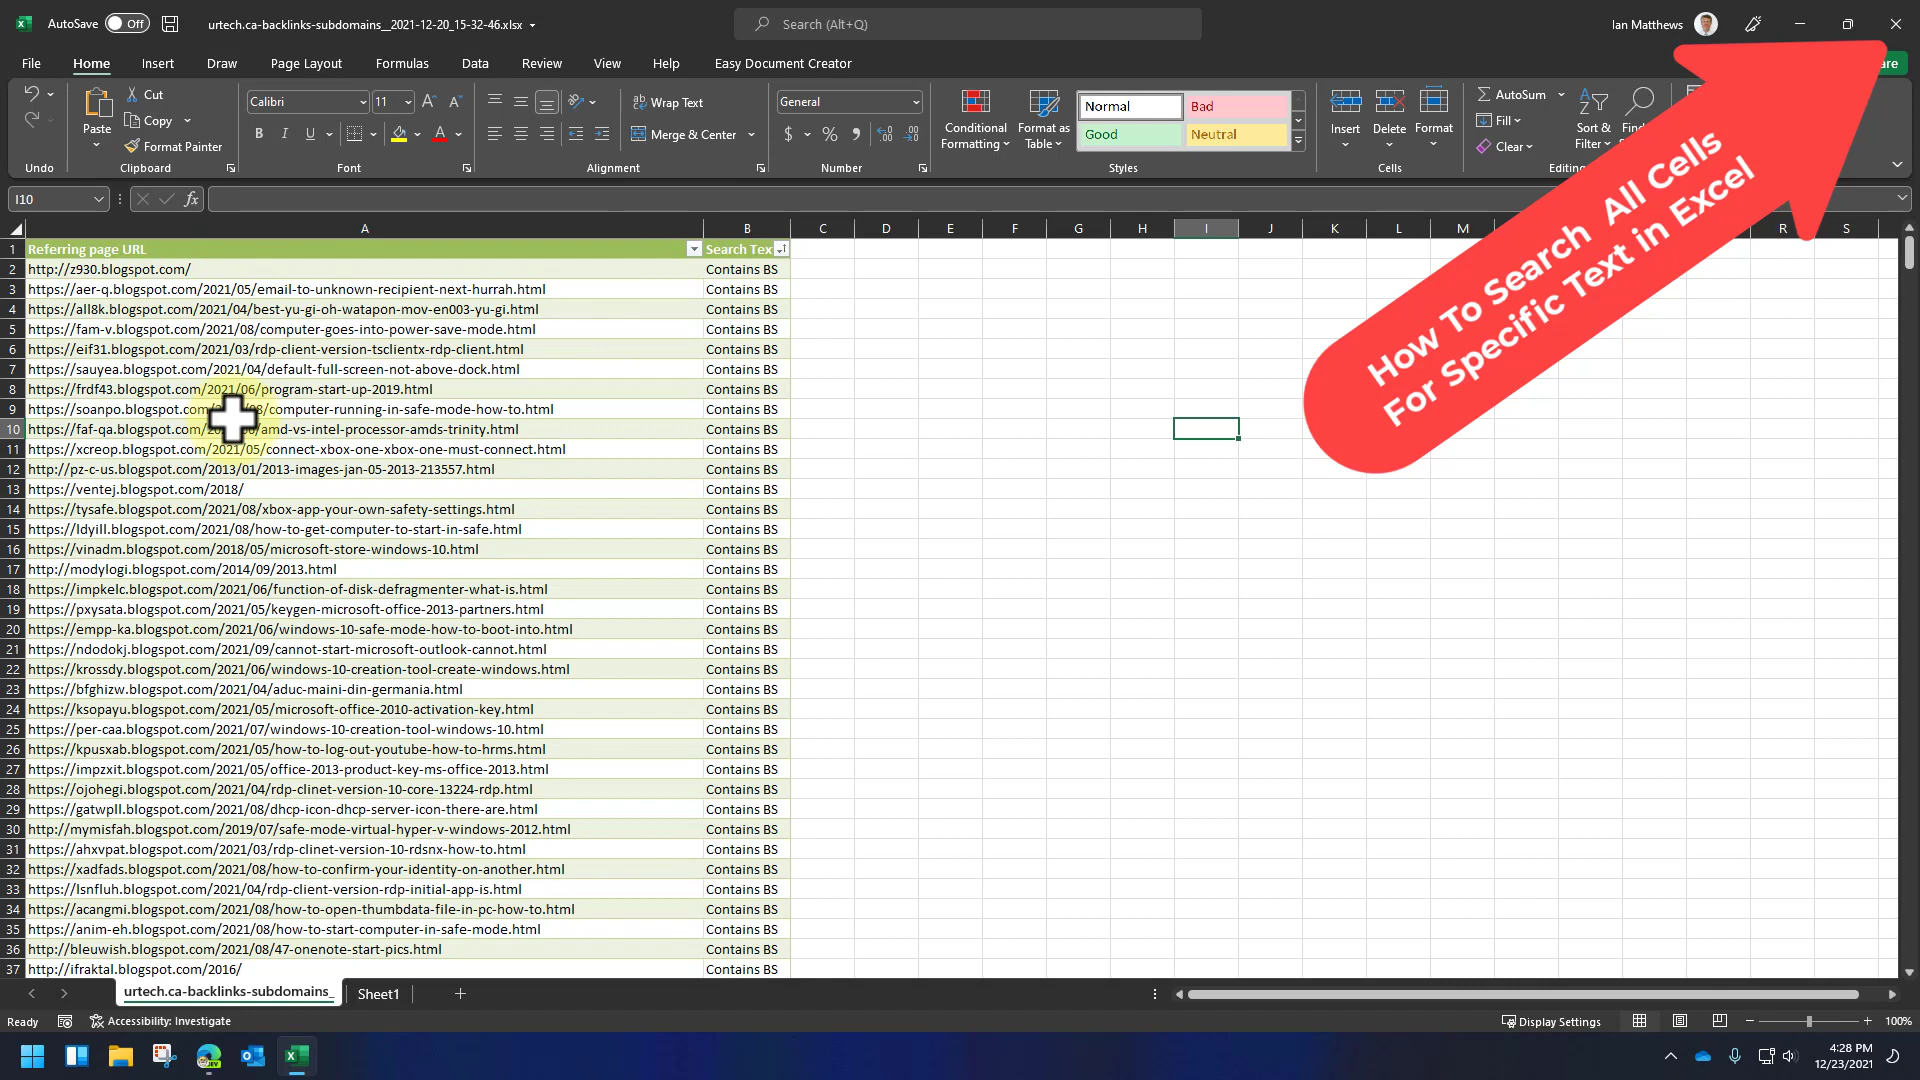 AutoSave Off urtech.ca-backlinks-subdomains__2021-12-20_15-32-46.xlsx Search (Alt+Q) Ian Matthews
File Home Insert Draw Page Layout Formulas Data Review View Help Easy Document Creator are
Undo
Paste
Cut
Copy
Format Painter
Clipboard
Calibri 11
B I U A
Font
Wrap Text
Merge & Center
Alignment
General
$ %
Number
Conditional Formatting
Format as Table
Normal Bad
Good Neutral
Styles
Insert Delete Format
Cells
AutoSum
Fill
Clear
Sort & Filter
Editing
How To Search All Cells
For Specific Text in Excel
I10 fx
A B C D E F G H I J K L M R S
1 Referring page URL Search Tex
2 http://z930.blogspot.com/ Contains BS
3 https://aer-q.blogspot.com/2021/05/email-to-unknown-recipient-next-hurrah.html Contains BS
4 https://all8k.blogspot.com/2021/04/best-yu-gi-oh-watapon-mov-en003-yu-gi.html Contains BS
5 https://fam-v.blogspot.com/2021/08/computer-goes-into-power-save-mode.html Contains BS
6 https://eif31.blogspot.com/2021/03/rdp-client-version-tsclientx-rdp-client.html Contains BS
7 https://sauyea.blogspot.com/2021/04/default-full-screen-not-above-dock.html Contains BS
8 https://frdf43.blogspot.com/2021/06/program-start-up-2019.html Contains BS
9 https://soanpo.blogspot.com/ /computer-running-in-safe-mode-how-to.html Contains BS
10 https://faf-qa.blogspot.com/ /amd-vs-intel-processor-amds-trinity.html Contains BS
11 https://xcreop.blogspot.com/2021/05/connect-xbox-one-xbox-one-must-connect.html Contains BS
12 http://pz-c-us.blogspot.com/2013/01/2013-images-jan-05-2013-213557.html Contains BS
13 https://ventej.blogspot.com/2018/ Contains BS
14 https://tysafe.blogspot.com/2021/08/xbox-app-your-own-safety-settings.html Contains BS
15 https://ldyill.blogspot.com/2021/08/how-to-get-computer-to-start-in-safe.html Contains BS
16 https://vinadm.blogspot.com/2018/05/microsoft-store-windows-10.html Contains BS
17 http://modylogi.blogspot.com/2014/09/2013.html Contains BS
18 https://impkelc.blogspot.com/2021/06/function-of-disk-defragmenter-what-is.html Contains BS
19 https://pxysata.blogspot.com/2021/05/keygen-microsoft-office-2013-partners.html Contains BS
20 https://empp-ka.blogspot.com/2021/06/windows-10-safe-mode-how-to-boot-into.html Contains BS
21 https://ndodokj.blogspot.com/2021/09/cannot-start-microsoft-outlook-cannot.html Contains BS
22 https://krossdy.blogspot.com/2021/06/windows-10-creation-tool-create-windows.html Contains BS
23 https://bfghizw.blogspot.com/2021/04/aduc-maini-din-germania.html Contains BS
24 https://ksopayu.blogspot.com/2021/05/microsoft-office-2010-activation-key.html Contains BS
25 https://per-caa.blogspot.com/2021/07/windows-10-creation-tool-windows-10.html Contains BS
26 https://kpusxab.blogspot.com/2021/05/how-to-log-out-youtube-how-to-hrms.html Contains BS
27 https://impzxit.blogspot.com/2021/05/office-2013-product-key-ms-office-2013.html Contains BS
28 https://ojohegi.blogspot.com/2021/04/rdp-clinet-version-10-core-13224-rdp.html Contains BS
29 https://gatwpll.blogspot.com/2021/08/dhcp-icon-dhcp-server-icon-there-are.html Contains BS
30 http://mymisfah.blogspot.com/2019/07/safe-mode-virtual-hyper-v-windows-2012.html Contains BS
31 https://ahxvpat.blogspot.com/2021/03/rdp-clinet-version-10-rdsnx-how-to.html Contains BS
32 https://xadfads.blogspot.com/2021/08/how-to-confirm-your-identity-on-another.html Contains BS
33 https://lsnfluh.blogspot.com/2021/04/rdp-client-version-rdp-initial-app-is.html Contains BS
34 https://acangmi.blogspot.com/2021/08/how-to-open-thumbdata-file-in-pc-how-to.html Contains BS
35 https://anim-eh.blogspot.com/2021/08/how-to-start-computer-in-safe-mode.html Contains BS
36 http://bleuwish.blogspot.com/2021/08/47-onenote-start-pics.html Contains BS
37 http://ifraktal.blogspot.com/2016/ Contains BS
urtech.ca-backlinks-subdomains_ Sheet1
Ready Accessibility: Investigate Display Settings 100%
4:28 PM
12/23/2021